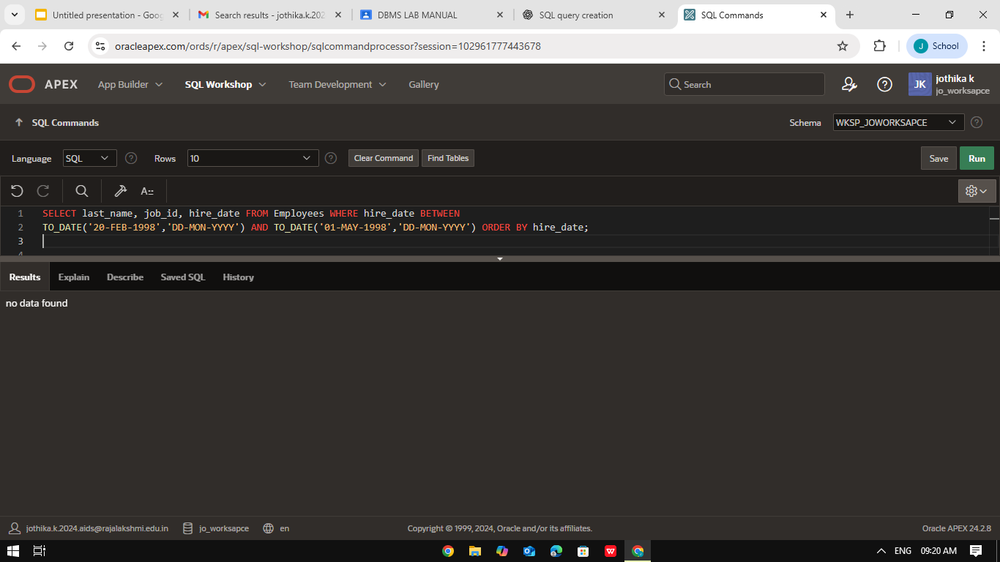 Untitled presentation - Goog
Search results - jothika.k.202
DBMS LAB MANUAL
SQL query creation
SQL Commands
oracleapex.com/ords/r/apex/sql-workshop/sqlcommandprocessor?session=102961777443678
J School
APEX App Builder SQL Workshop Team Development Gallery Search JK jothika k
jo_worksapce
SQL Commands Schema WKSP_JOWORKSAPCE
Language SQL Rows 10 Clear Command Find Tables Save Run
1 SELECT last_name, job_id, hire_date FROM Employees WHERE hire_date BETWEEN
2 TO_DATE('20-FEB-1998','DD-MON-YYYY') AND TO_DATE('01-MAY-1998','DD-MON-YYYY') ORDER BY hire_date;
3
4
Results Explain Describe Saved SQL History
no data found
jothika.k.2024.aids@rajalakshmi.edu.in jo_worksapce en Copyright © 1999, 2024, Oracle and/or its affiliates. Oracle APEX 24.2.8
ENG 09:20 AM